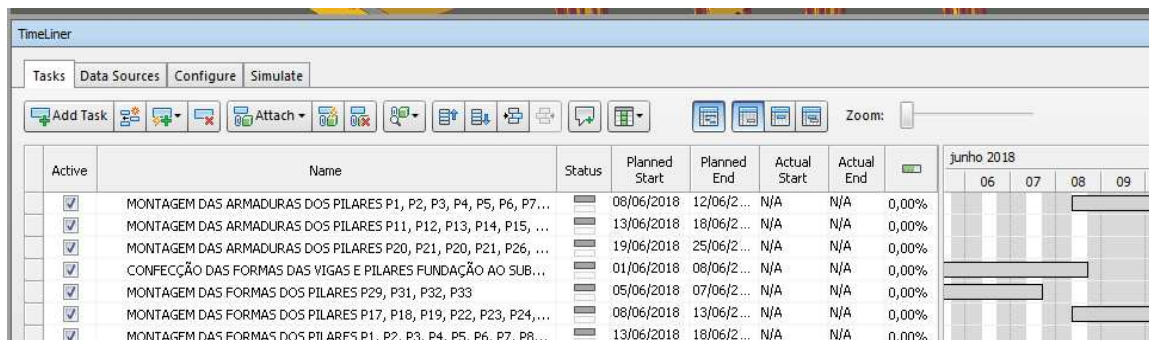 TimeLiner
Tasks Data Sources Configure Simulate
Add Task Attach Zoom:
Active Name Status Planned Start Planned End Actual Start Actual End junho 2018
06 07 08 09
MONTAGEM DAS ARMADURAS DOS PILARES P1, P2, P3, P4, P5, P6, P7... 08/06/2018 12/06/2... N/A N/A 0,00%
MONTAGEM DAS ARMADURAS DOS PILARES P11, P12, P13, P14, P15, ... 13/06/2018 18/06/2... N/A N/A 0,00%
MONTAGEM DAS ARMADURAS DOS PILARES P20, P21, P20, P21, P26, ... 19/06/2018 25/06/2... N/A N/A 0,00%
CONFECÇÃO DAS FORMAS DAS VIGAS E PILARES FUNDAÇÃO AO SUB... 01/06/2018 08/06/2... N/A N/A 0,00%
MONTAGEM DAS FORMAS DOS PILARES P29, P31, P32, P33 05/06/2018 07/06/2... N/A N/A 0,00%
MONTAGEM DAS FORMAS DOS PILARES P17, P18, P19, P22, P23, P24,... 08/06/2018 13/06/2... N/A N/A 0,00%
MONTAGEM DAS FORMAS DOS PILARES P1, P2, P3, P4, P5, P6, P7, P8... 13/06/2018 18/06/2... N/A N/A 0,00%